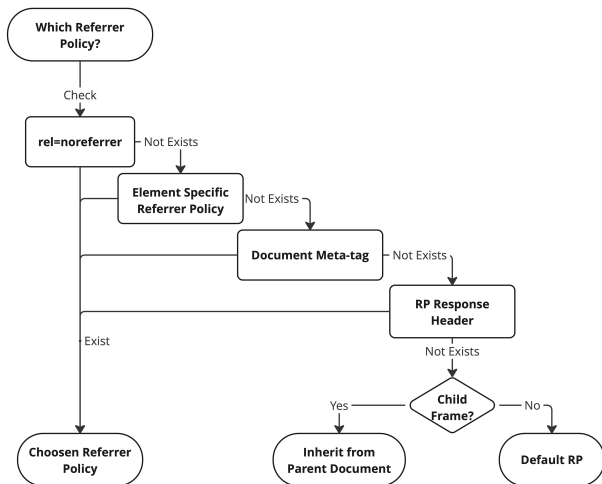 Which Referrer
Policy?
Check
rel=noreferrer
Not Exists
Element Specific
Referrer Policy
Not Exists
Document Meta-tag
Not Exists
RP Response
Header
Exist
Not Exists
Child
Frame?
Yes
No
Choosen Referrer
Policy
Inherit from
Parent Document
Default RP